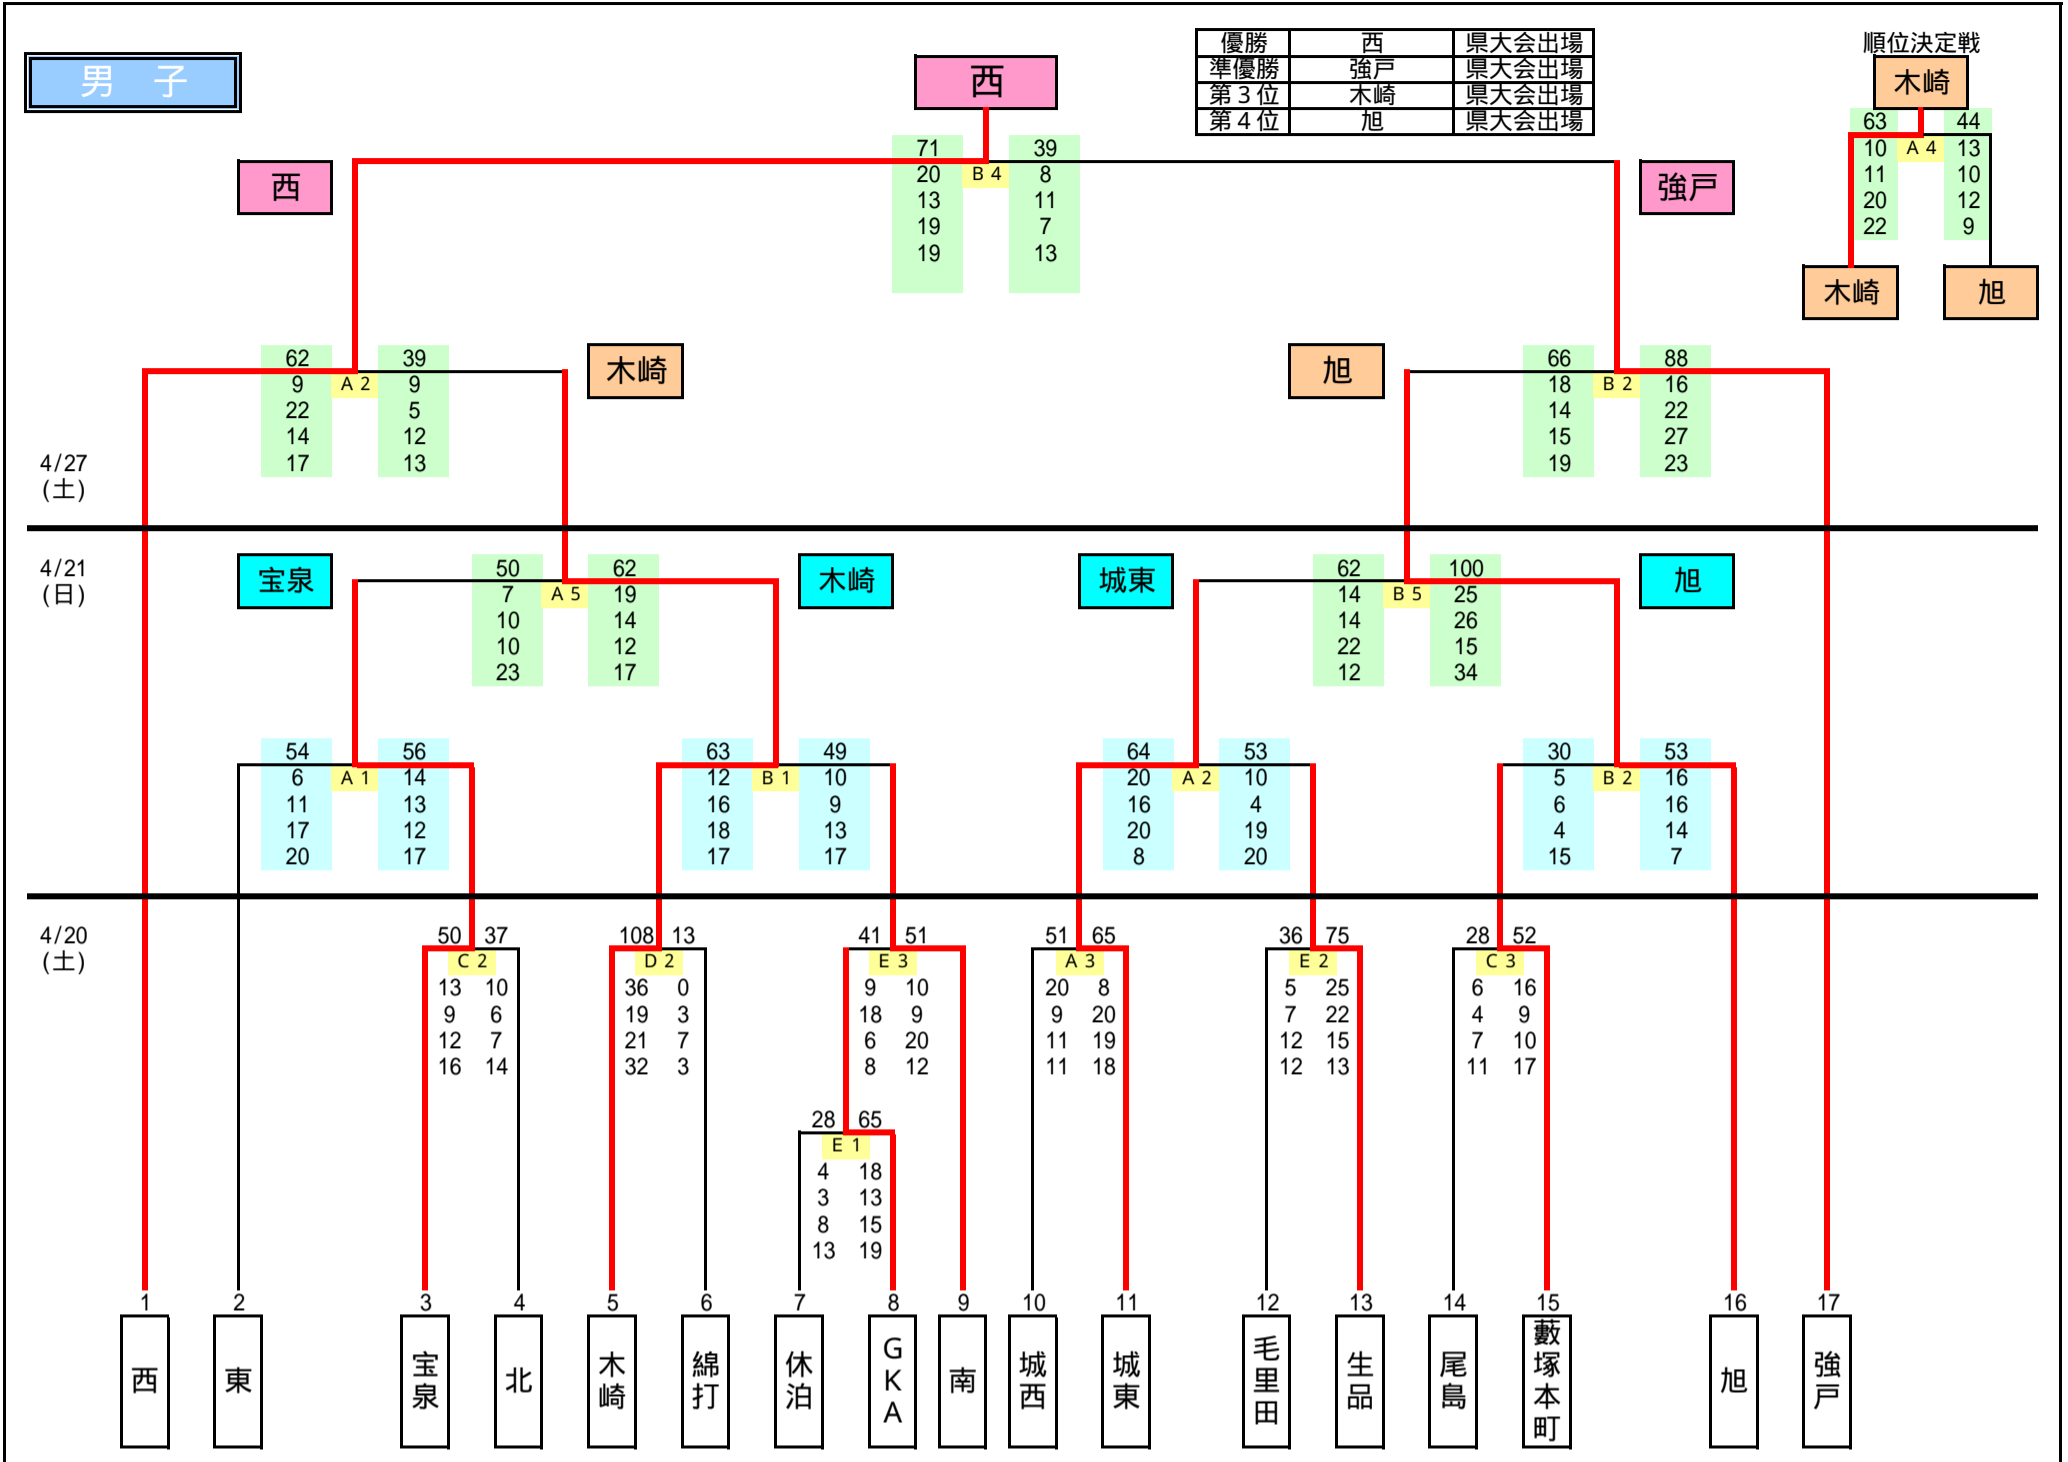 男 子
優勝 西 県大会出場
準優勝 強戸 県大会出場
第３位 木崎 県大会出場
第４位 旭 県大会出場
順位決定戦
木崎
63 44
10 A 4 13
11 10
20 12
22 9
木崎 旭
西
71 39
20 B 4 8
13 11
19 7
19 13
西
強戸
62 39
9 A 2 9
22 5
14 12
17 13
木崎
旭
66 88
18 B 2 16
14 22
15 27
19 23
4/27
(土)
4/21
(日)
宝泉
50 62
7 A 5 19
10 14
10 12
23 17
木崎
城東
62 100
14 B 5 25
14 26
22 15
12 34
旭
54 56
6 A 1 14
11 13
17 12
20 17
63 49
12 B 1 10
16 9
18 13
17 17
64 53
20 A 2 10
16 4
20 19
8 20
30 53
5 B 2 16
6 16
4 14
15 7
4/20
(土)
50 37
C 2
13 10
9 6
12 7
16 14
108 13
D 2
36 0
19 3
21 7
32 3
41 51
E 3
9 10
18 9
6 20
8 12
51 65
A 3
20 8
9 20
11 19
11 18
36 75
E 2
5 25
7 22
12 15
12 13
28 52
C 3
6 16
4 9
7 10
11 17
28 65
E 1
4 18
3 13
8 15
13 19
1 2 3 4 5 6 7 8 9 10 11 12 13 14 15 16 17
西
東
宝泉
北
木崎
綿打
休泊
GKA
南
城西
城東
毛里田
生品
尾島
藪塚本町
旭
強戸